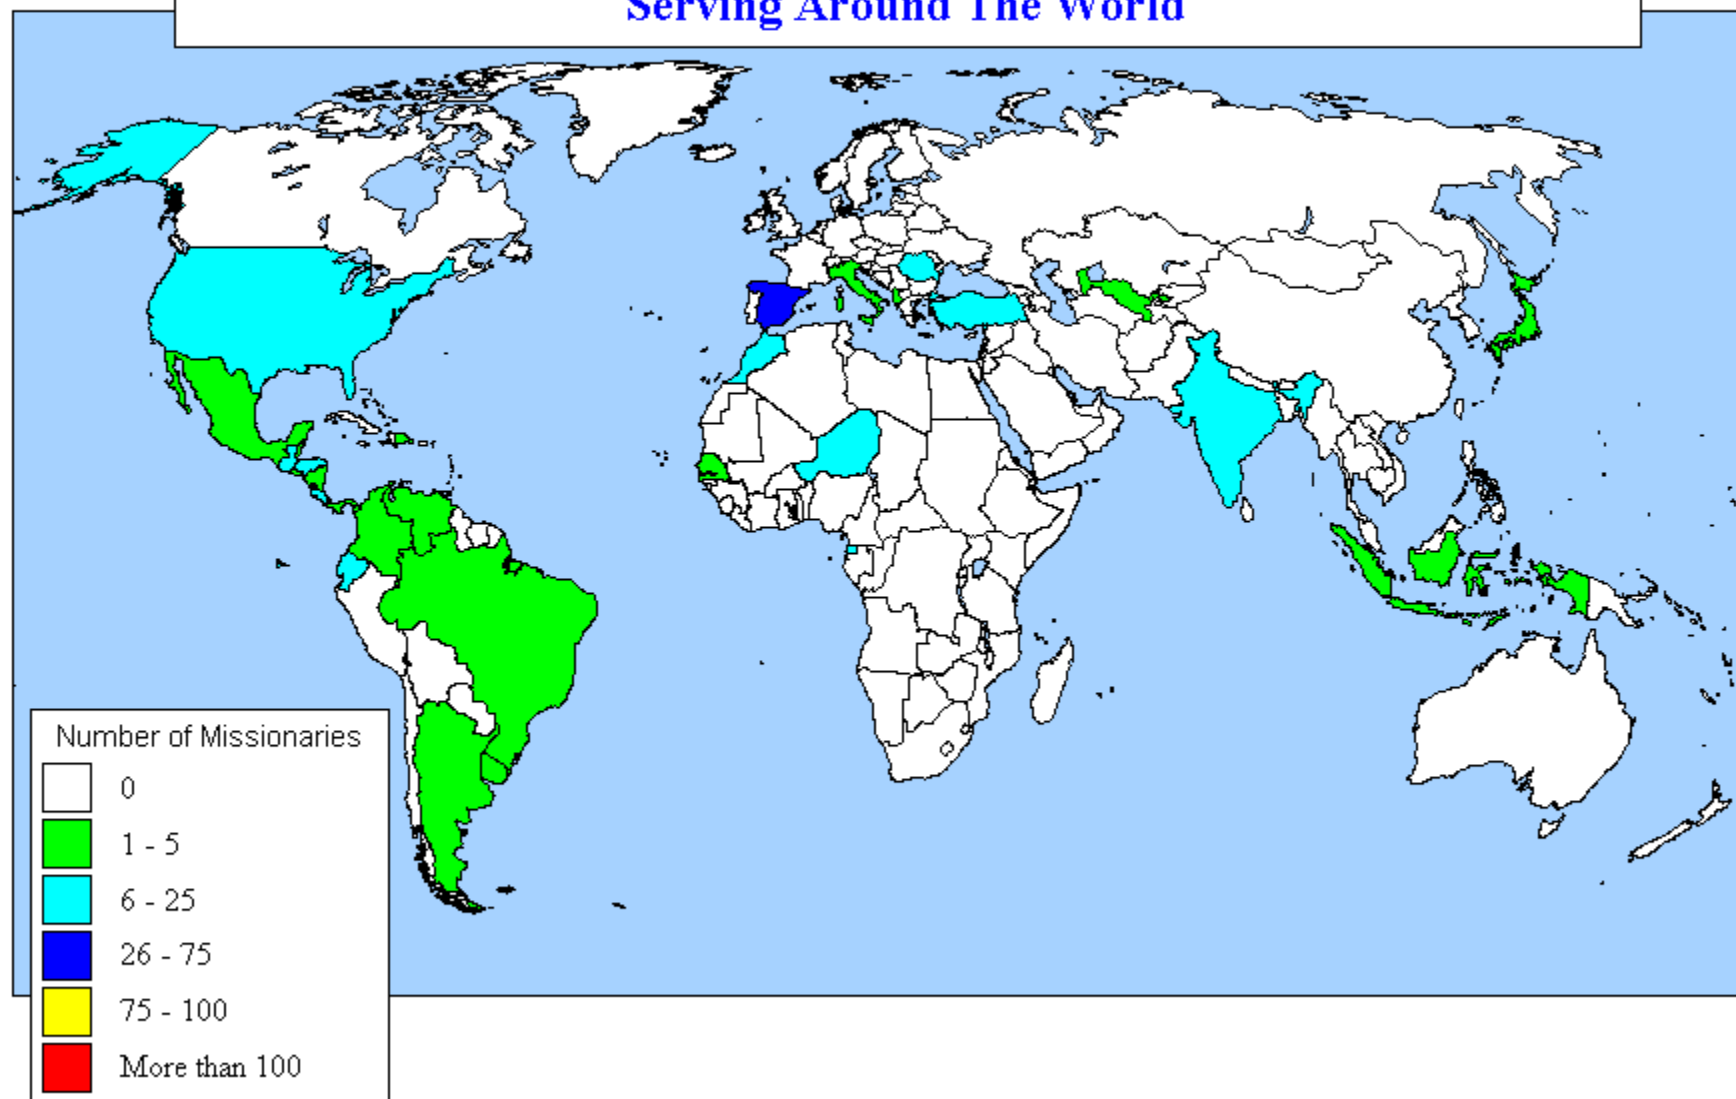 Serving Around The World
Number of Missionaries
0
1 - 5
6 - 25
26 - 75
75 - 100
More than 100